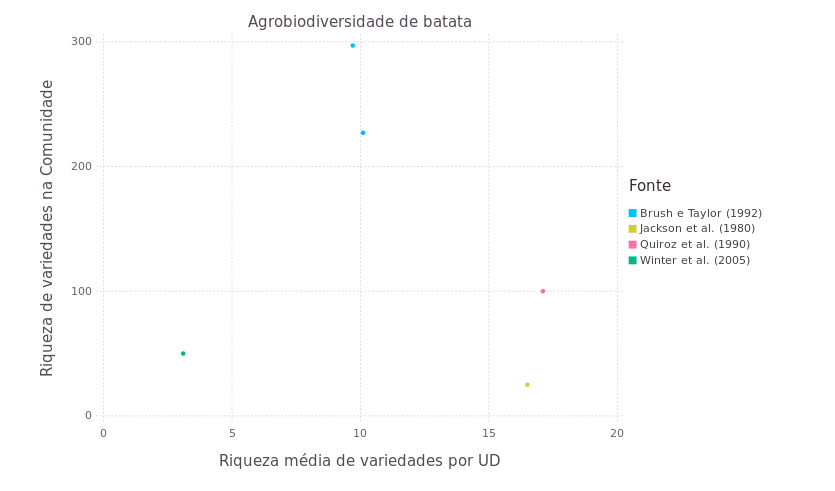 Agrobiodiversidade de batata
Riqueza de variedades na Comunidade
300
200
100
0
0 5 10 15 20
Riqueza média de variedades por UD
Fonte
Brush e Taylor (1992)
Jackson et al. (1980)
Quiroz et al. (1990)
Winter et al. (2005)